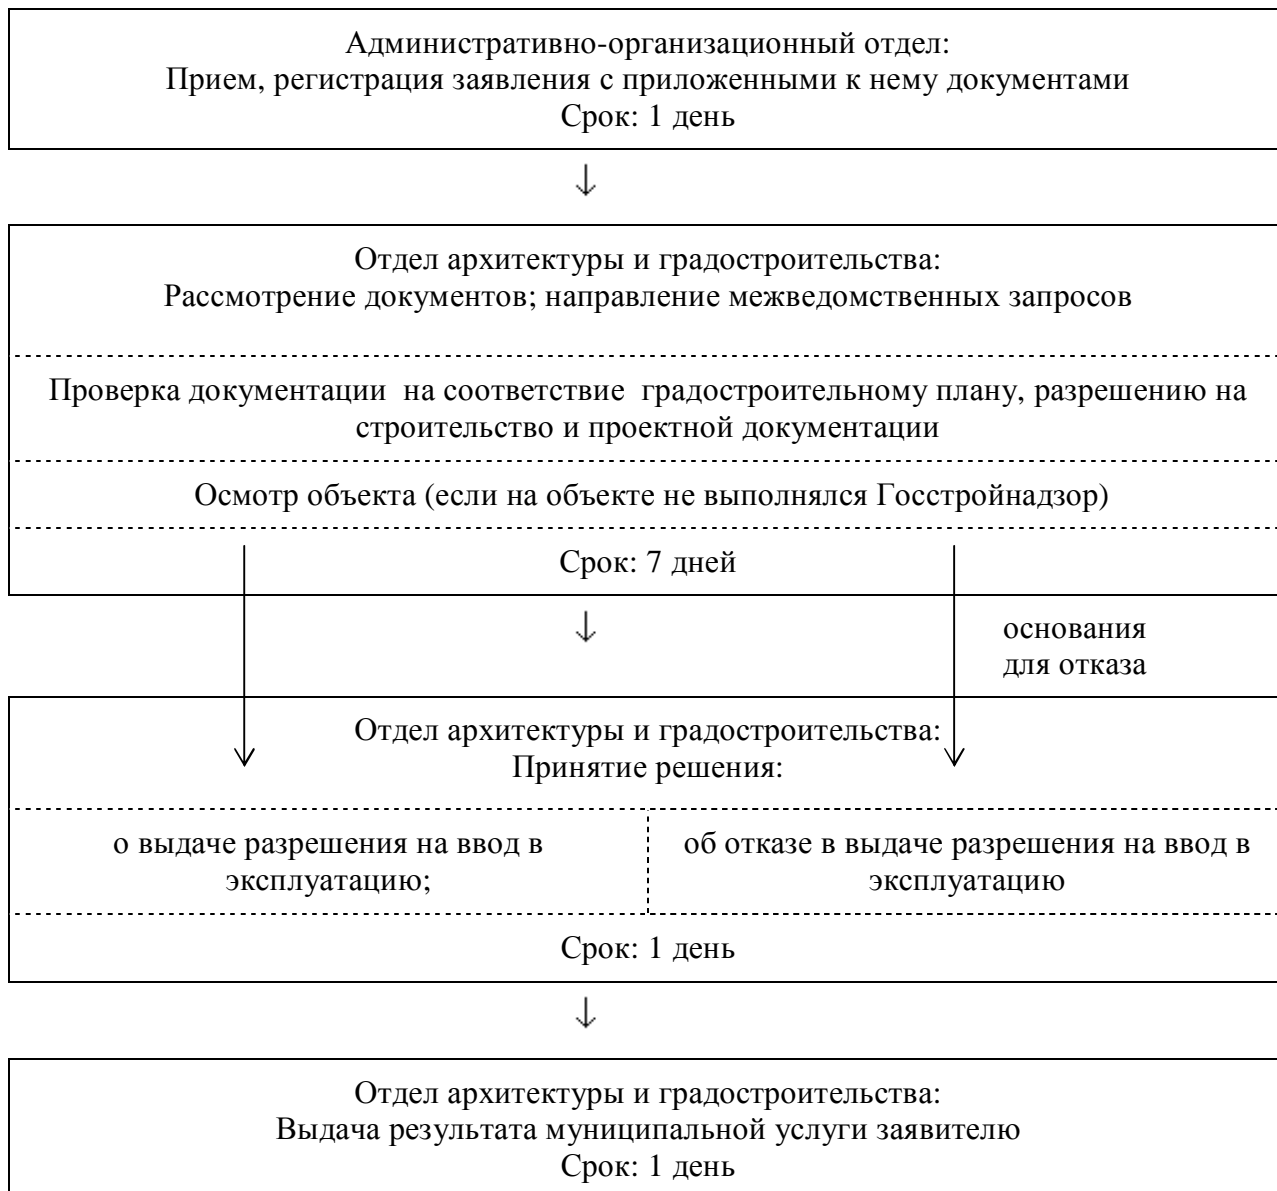 Административно-организационный отдел:
Прием, регистрация заявления с приложенными к нему документами
Срок: 1 день
↓
Отдел архитектуры и градостроительства:
Рассмотрение документов; направление межведомственных запросов
Проверка документации на соответствие градостроительному плану, разрешению на
строительство и проектной документации
Осмотр объекта (если на объекте не выполнялся Госстройнадзор)
Срок: 7 дней
↓
основания
для отказа
Отдел архитектуры и градостроительства:
Принятие решения:
о выдаче разрешения на ввод в
эксплуатацию;
об отказе в выдаче разрешения на ввод в
эксплуатацию
Срок: 1 день
↓
Отдел архитектуры и градостроительства:
Выдача результата муниципальной услуги заявителю
Срок: 1 день